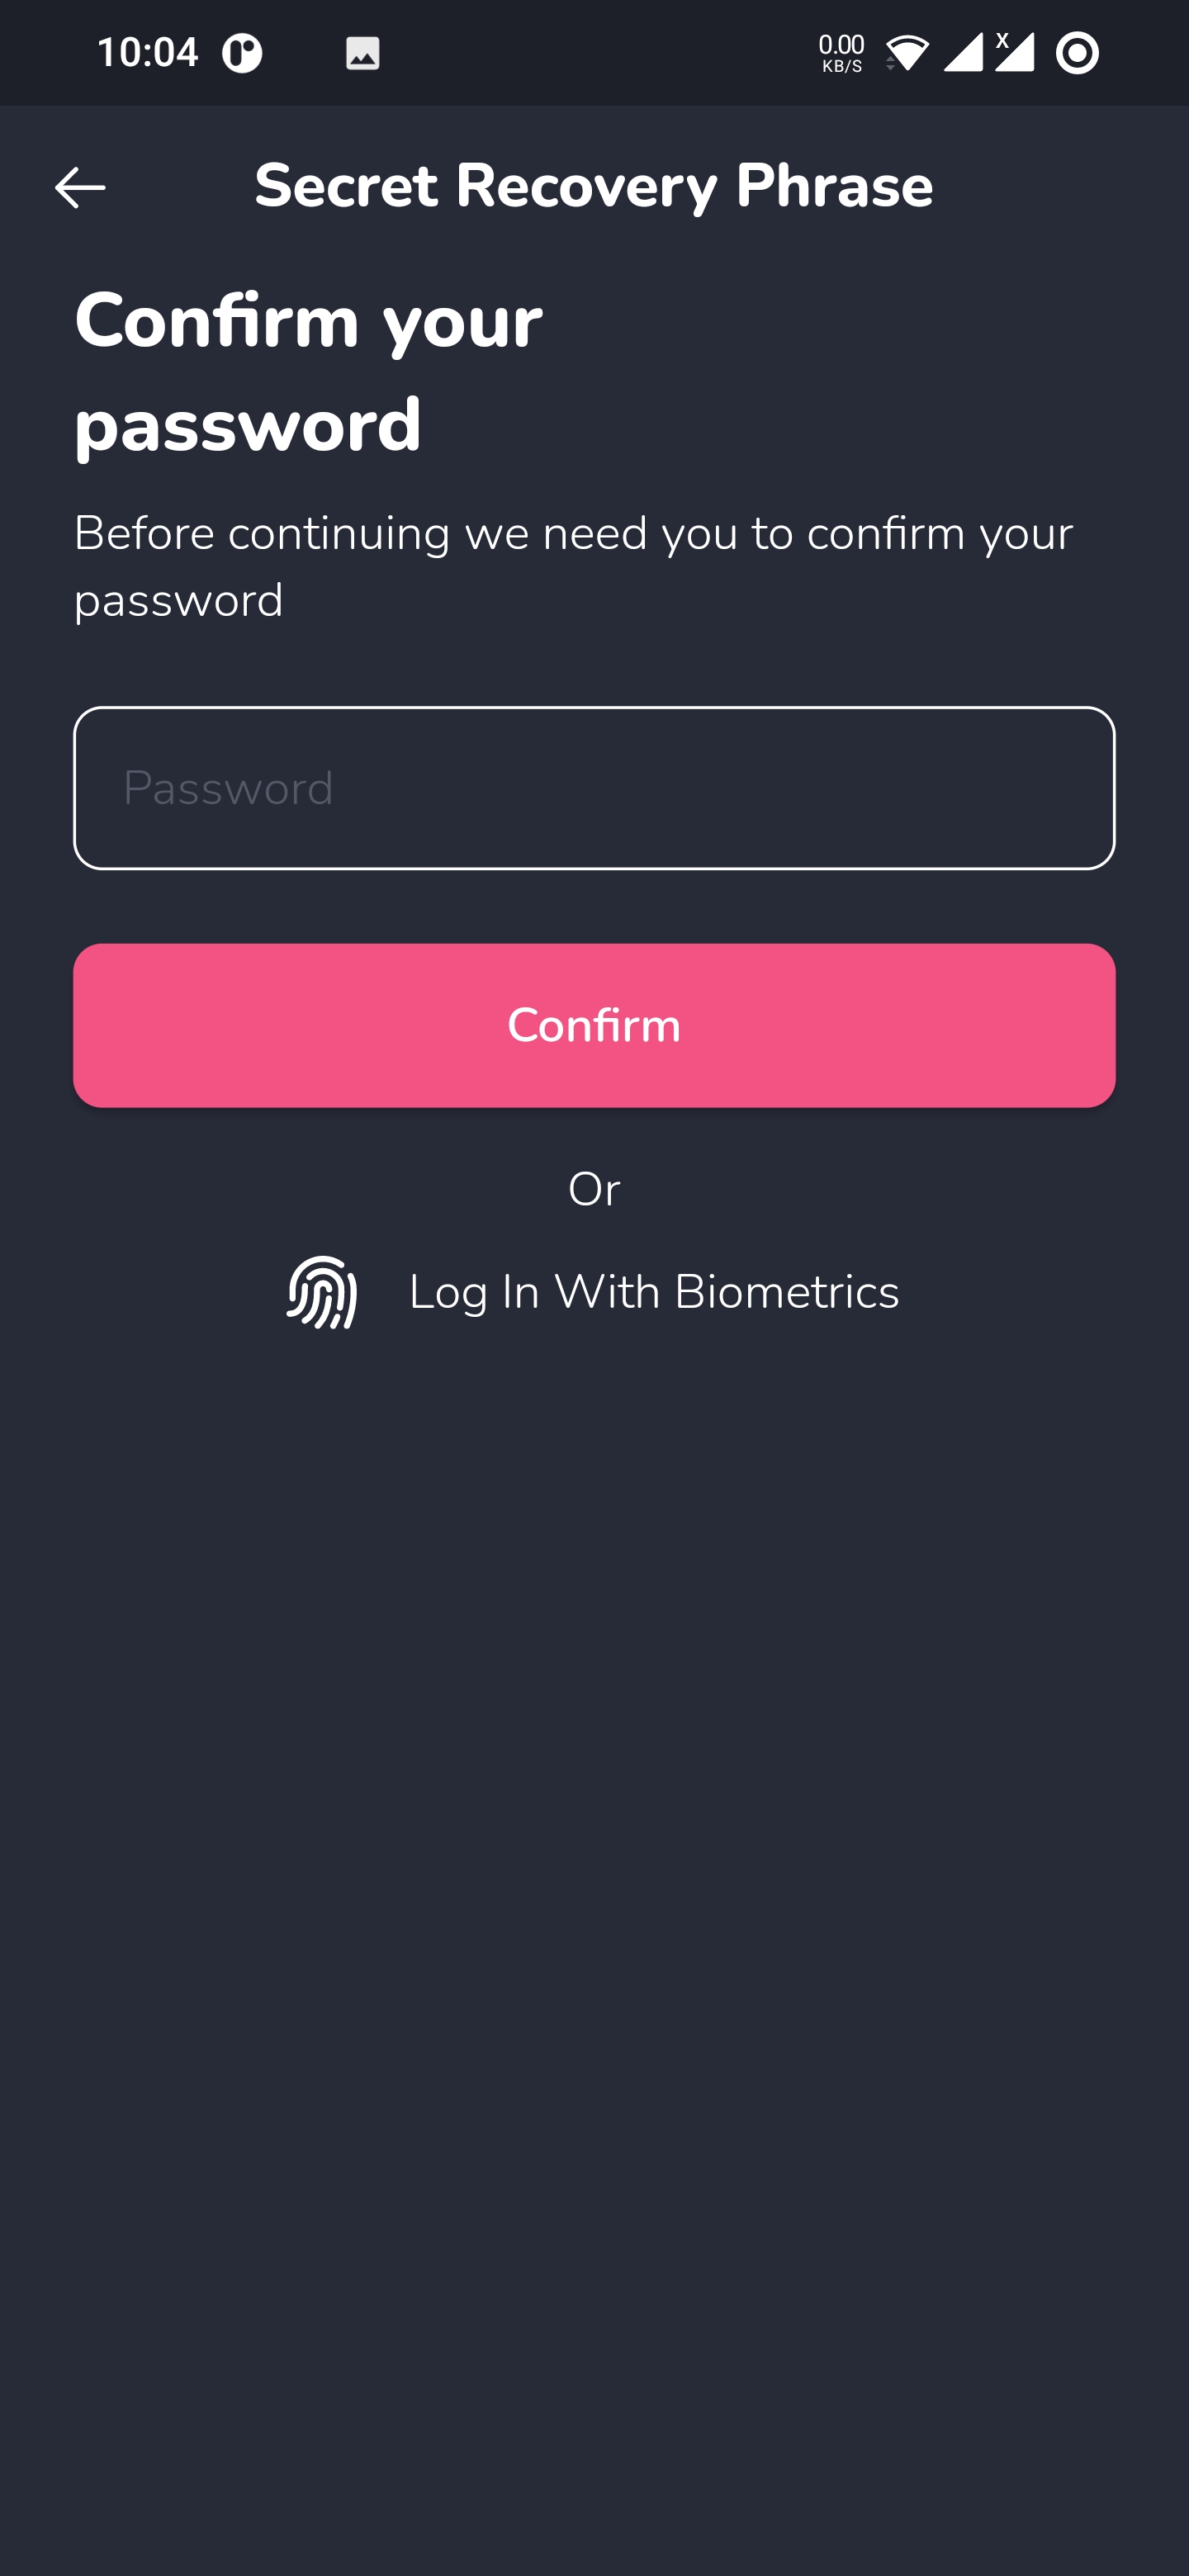 10:04
0.00
KB/S
X
Secret Recovery Phrase
Confirm your
password
Before continuing we need you to confirm your
password
Password
Confirm
Or
Log In With Biometrics